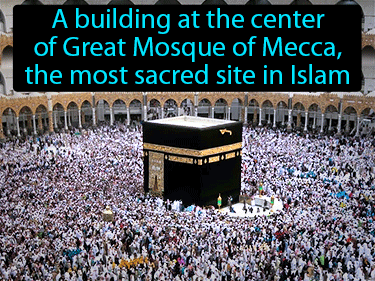 A building at the center
of Great Mosque of Mecca,
the most sacred site in Islam